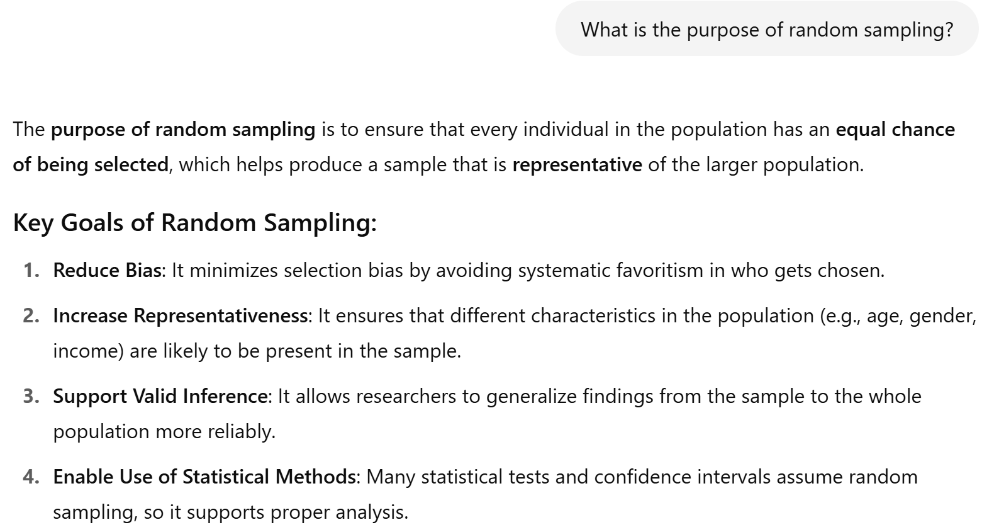 What is the purpose of random sampling?
The purpose of random sampling is to ensure that every individual in the population has an equal chance
of being selected, which helps produce a sample that is representative of the larger population.
Key Goals of Random Sampling:
1. Reduce Bias: It minimizes selection bias by avoiding systematic favoritism in who gets chosen.
2. Increase Representativeness: It ensures that different characteristics in the population (e.g., age, gender,
income) are likely to be present in the sample.
3. Support Valid Inference: It allows researchers to generalize findings from the sample to the whole
population more reliably.
4. Enable Use of Statistical Methods: Many statistical tests and confidence intervals assume random
sampling, so it supports proper analysis.